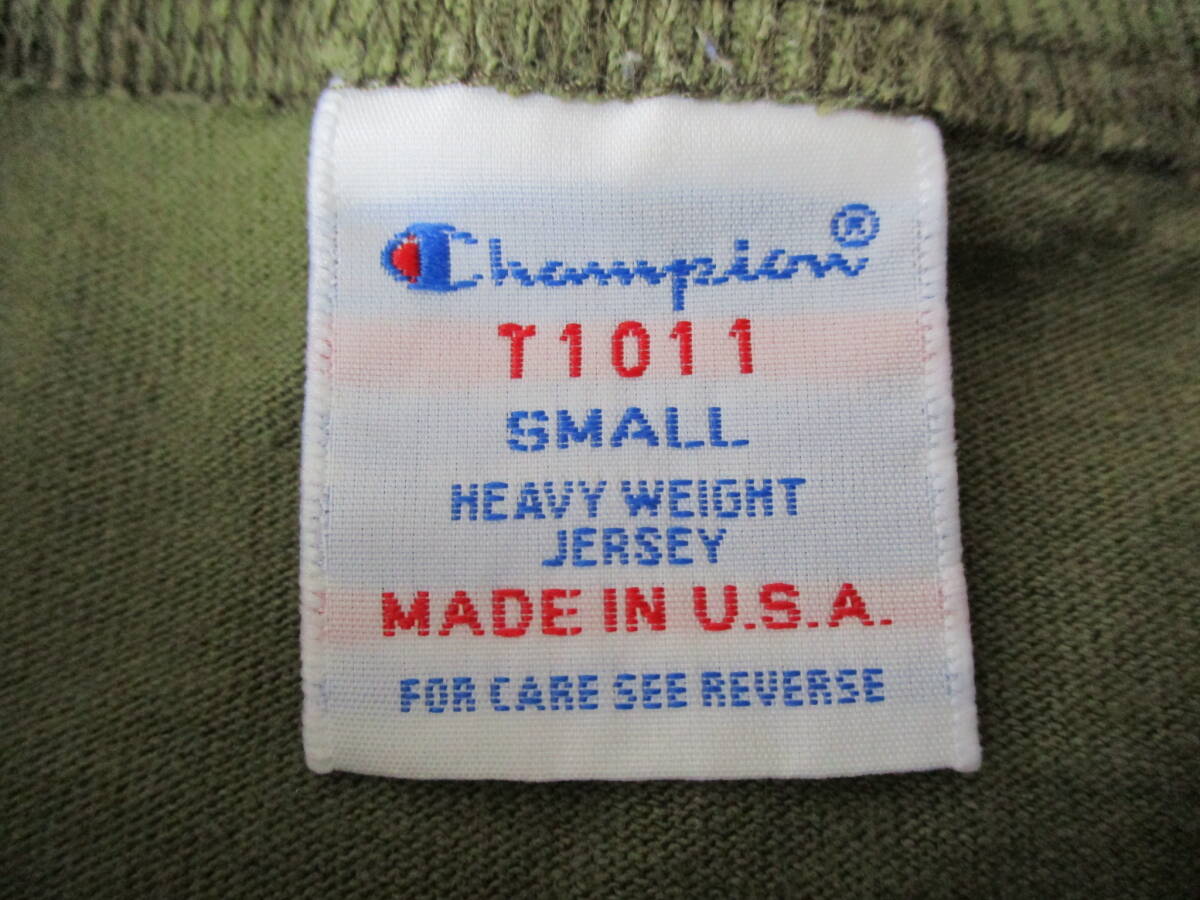 Champion®
T1011
SMALL
HEAVY WEIGHT
JERSEY
MADE IN U.S.A.
FOR CARE SEE REVERSE